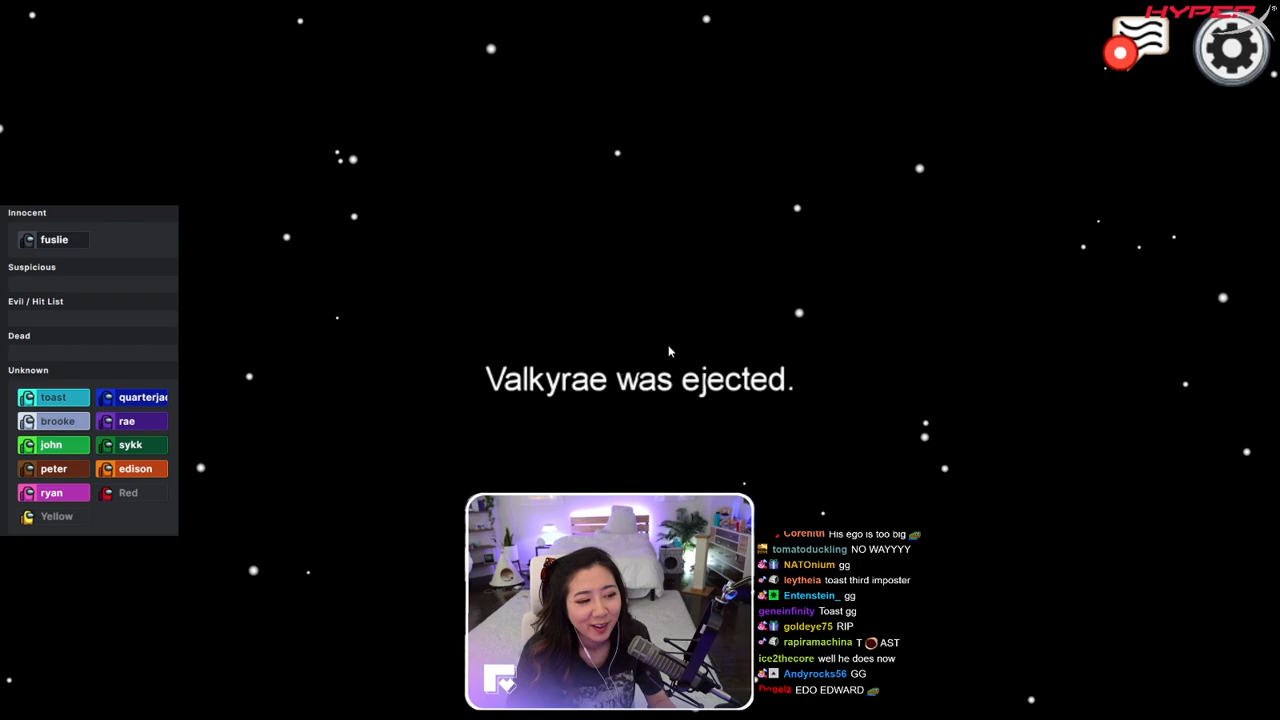 HYPER
Innocent
fuslie
Suspicious
Evil / Hit List
Dead
Unknown
toast
quarterjac
brooke
rae
john
sykk
peter
edison
ryan
Red
Yellow
Valkyrae was ejected.
Corenith His ego is too big
tomatoduckling NO WAYYYY
NATOnium gg
leytheia toast third imposter
Entenstein_ gg
geneinfinity Toast gg
goldeye75 RIP
rapiramachina T AST
ice2thecore well he does now
Andyrocks56 GG
EDO EDWARD